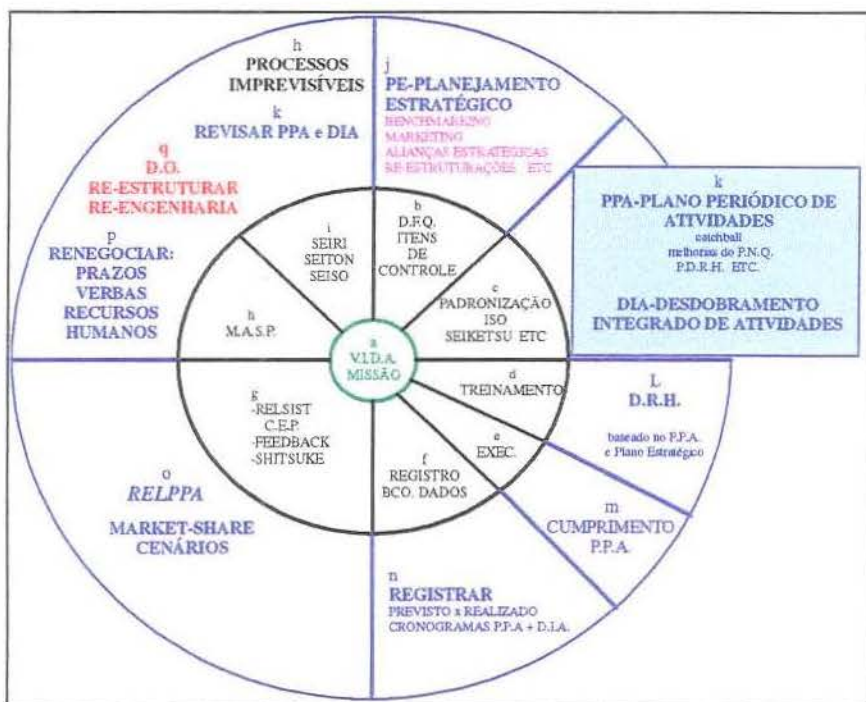 h
PROCESSOS
IMPREVISÍVEIS
k
REVISAR PPA e DIA
q
D.O.
RE-ESTRUTURAR
RE-ENGENHARIA
p
RENEGOCIAR:
PRAZOS
VERBAS
RECURSOS
HUMANOS
j
PE-PLANEJAMENTO
ESTRATÉGICO
BENCHMARKING
MARKETING
ALIANÇAS ESTRATÉGICAS
RE-ESTRUTURAÇÕES ETC
k
PPA-PLANO PERIÓDICO DE
ATIVIDADES
catchball
melhorias do P.N.Q.
P.D.R.H. ETC.
DIA-DESDOBRAMENTO
INTEGRADO DE ATIVIDADES
i
SEIRI
SEITON
SEISO
b
D.F.Q.
ITENS
DE
CONTROLE
c
PADRONIZAÇÃO
ISO
SEIKETSU ETC
h
M.A.S.P.
a
V.I.D.A.
MISSÃO
d
TREINAMENTO
e
EXEC.
f
REGISTRO
BCO. DADOS
g
-RELSIST
C.E.P.
-FEEDBACK
-SHITSUKE
L
D.R.H.
baseado no P.P.A.
e Plano Estratégico
m
CUMPRIMENTO
P.P.A.
n
REGISTRAR
PREVISTO x REALIZADO
CRONOGRAMAS P.P.A + D.I.A.
o
RELPPA
MARKET-SHARE
CENÁRIOS